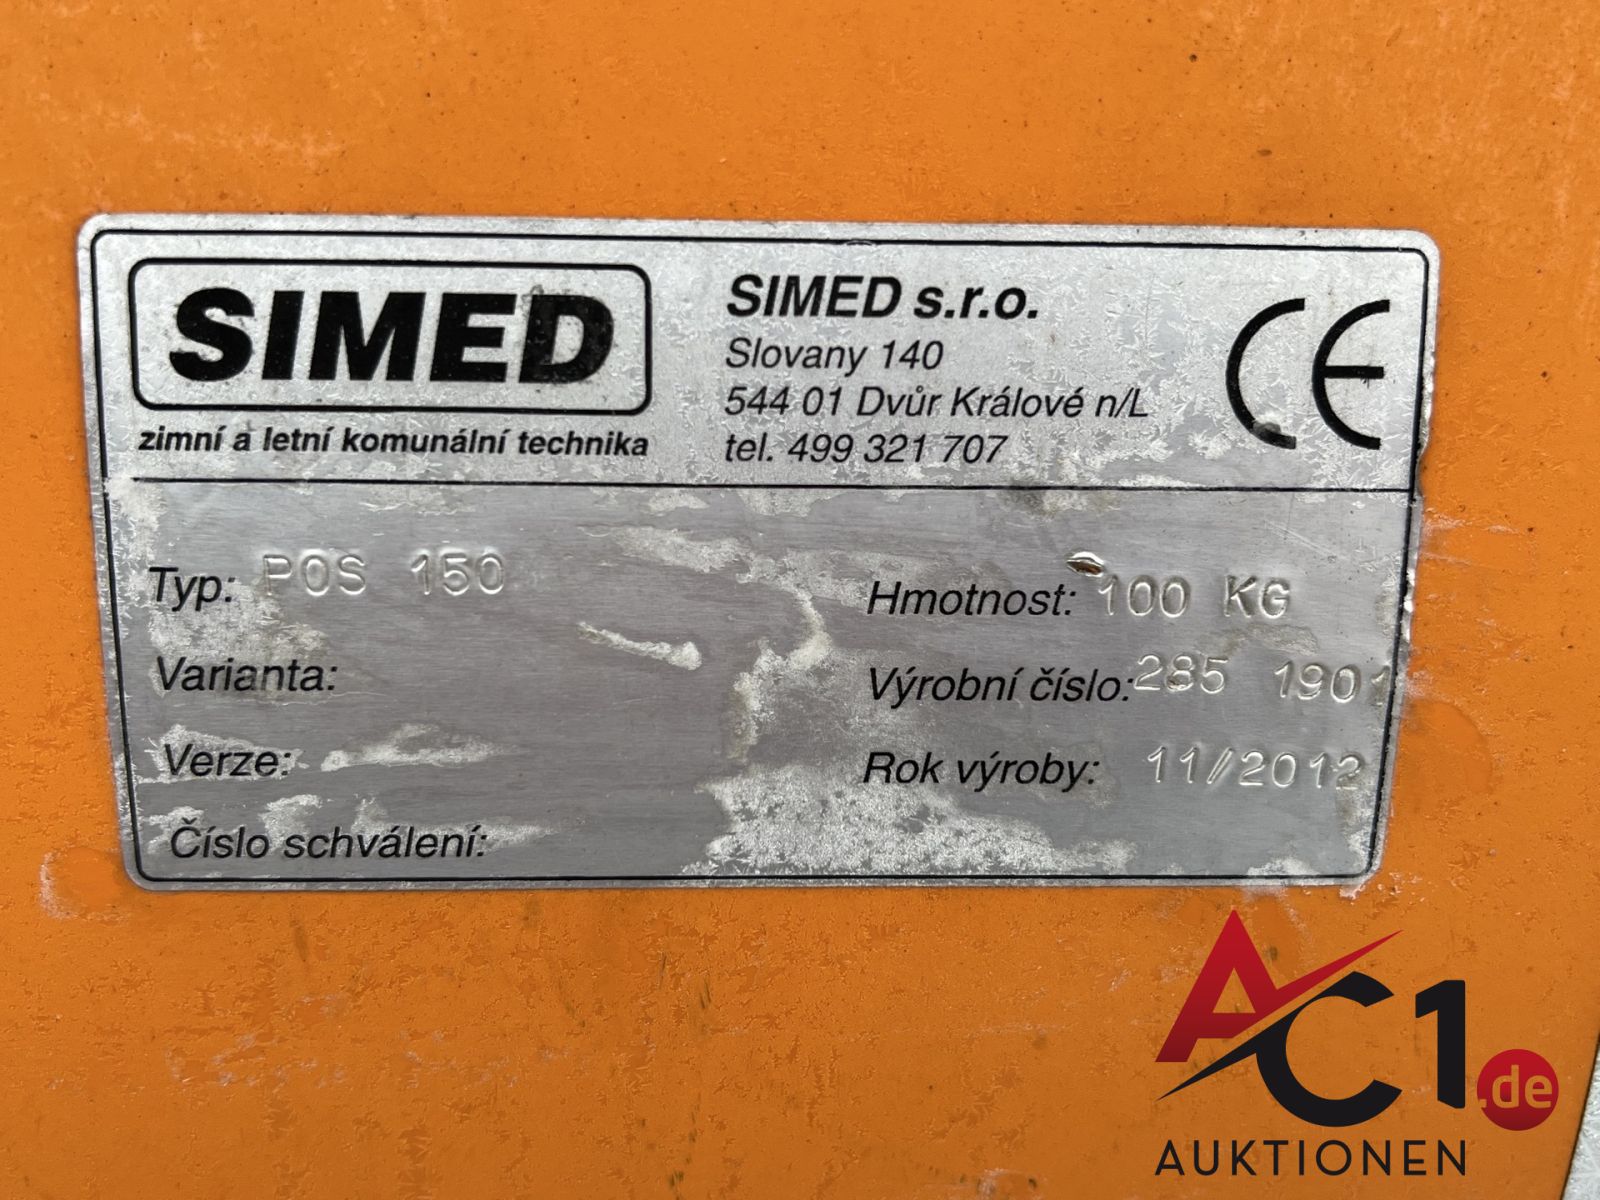 SIMED
zimní a letní komunální technika
SIMED s.r.o.
Slovany 140
544 01 Dvůr Králové n/L
tel. 499 321 707
CE
Typ: POS 150
Varianta:
Verze:
Číslo schválení:
Hmotnost: 100 KG
Výrobní číslo: 285 1901
Rok výroby: 11/2012
AC1.de
AUKTIONEN